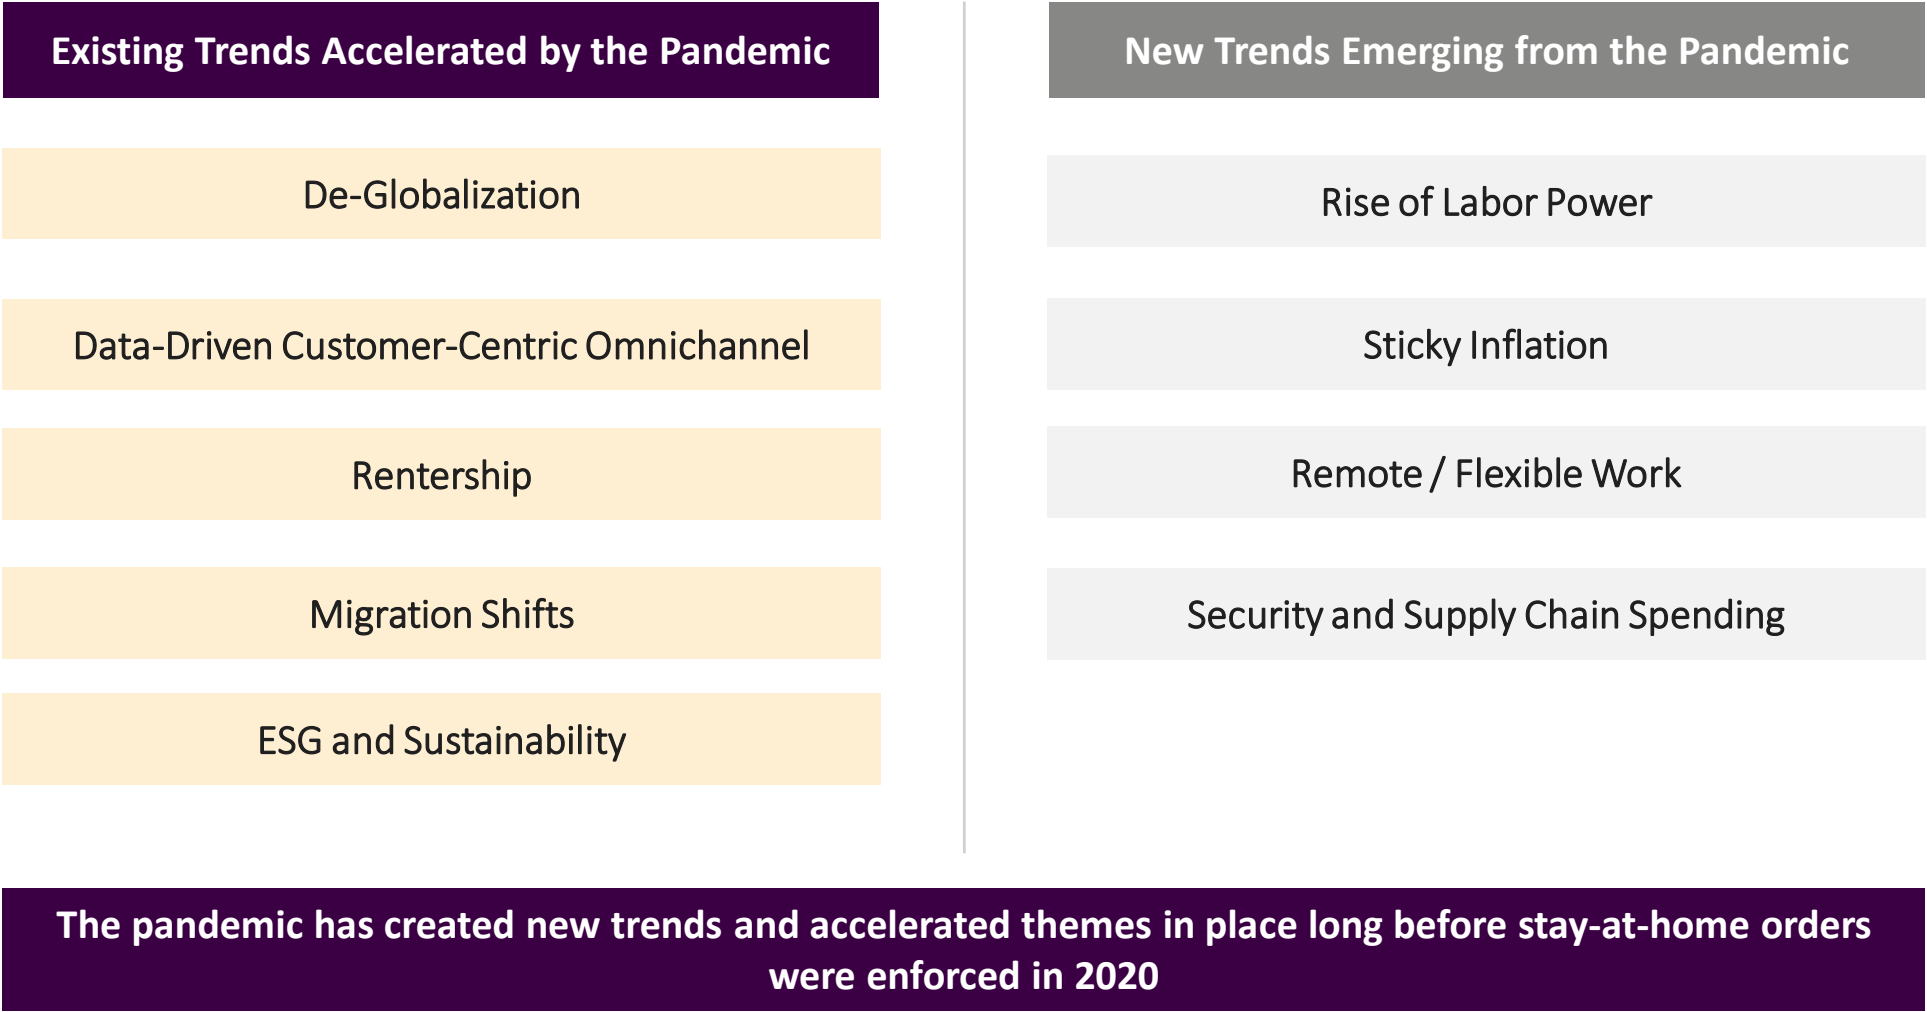 Existing Trends Accelerated by the Pandemic
De-Globalization
Data-Driven Customer-Centric Omnichannel
Rentership
Migration Shifts
ESG and Sustainability
New Trends Emerging from the Pandemic
Rise of Labor Power
Sticky Inflation
Remote / Flexible Work
Security and Supply Chain Spending
The pandemic has created new trends and accelerated themes in place long before stay-at-home orders
were enforced in 2020